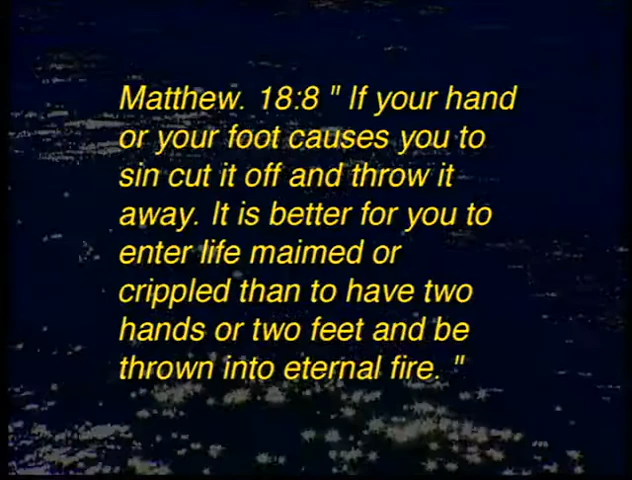 Matthew. 18:8 " If your hand
or your foot causes you to
sin cut it off and throw it
away. It is better for you to
enter life maimed or
crippled than to have two
hands or two feet and be
thrown into eternal fire. "